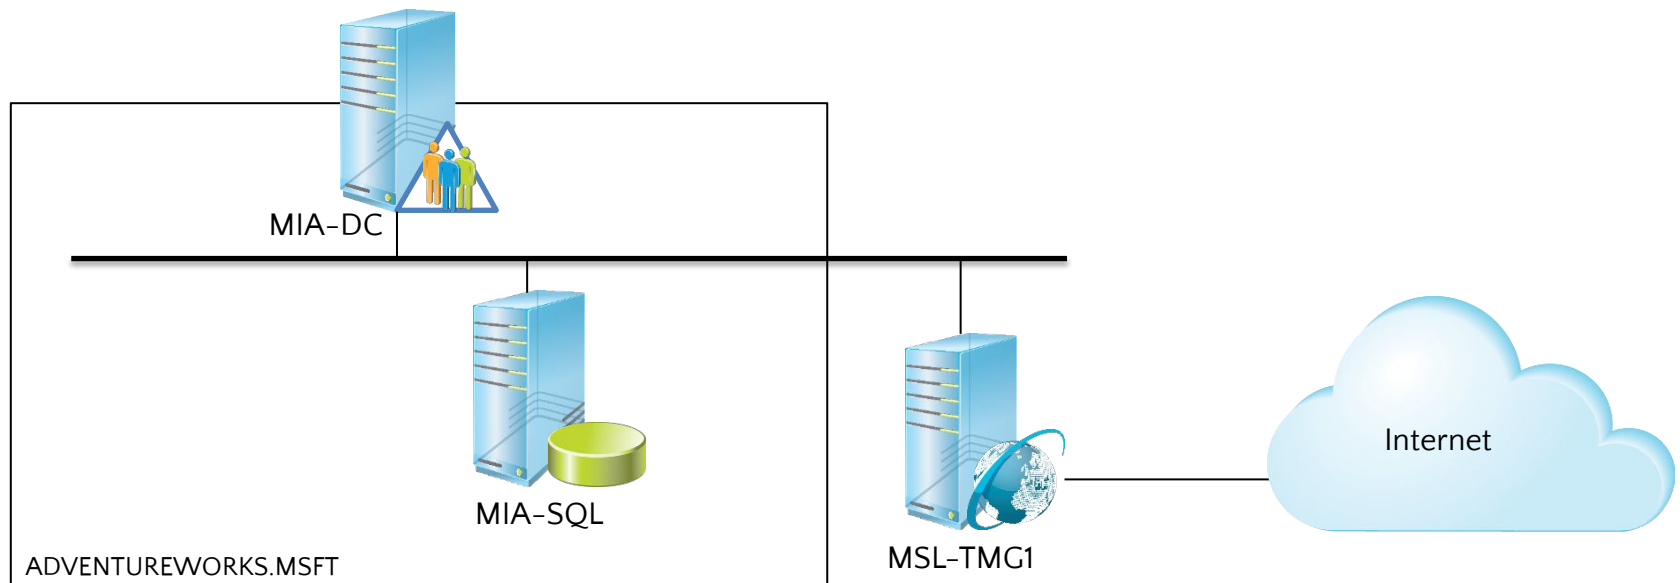 MIA-DC
MIA-SQL
Internet
MSL-TMG1
ADVENTUREWORKS.MSFT